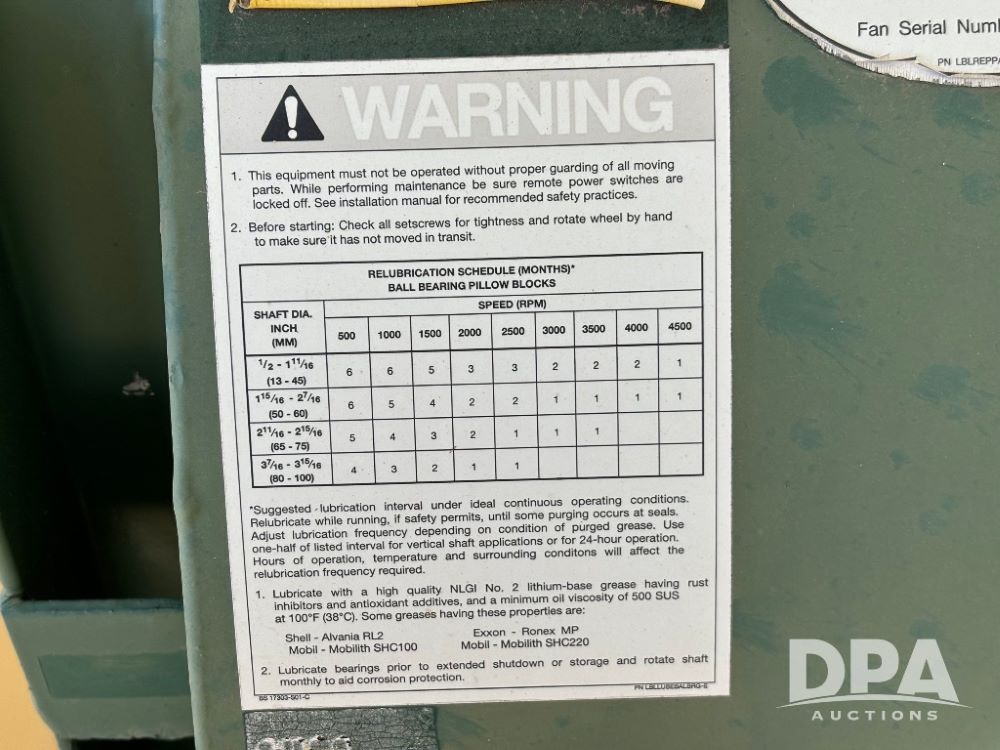 Fan Serial
PN
WARNING
1. This equipment must not be operated without proper guarding of all moving
parts. While performing maintenance be sure remote power switches are
locked off. See installation manual for recommended safety practices.
2. Before starting: Check all setscrews for tightness and rotate wheel by hand
to make sure it has not moved in transit.
RELUBRICATION SCHEDULE (MONTHS)*
BALL BEARING PILLOW BLOCKS
SHAFT DIA.
INCH
(MM)
SPEED (RPM)
500 1000 1500 2000 2500 3000 3500 4000 4500
1/2 - 1 11/16 6 6 5 3 3 2 2 2 1
(13 - 45)
1 15/16 - 2 7/16 6 5 4 2 2 1 1 1 1
(50 - 60)
2 11/16 - 2 15/16 5 4 3 2 1 1 1
(65 - 75)
3 7/16 - 3 15/16 4 3 2 1 1
(80 - 100)
*Suggested lubrication interval under ideal continuous operating conditions.
Relubricate while running, if safety permits, until some purging occurs at seals.
Adjust lubrication frequency depending on condition of purged grease. Use
one-half of listed interval for vertical shaft applications or for 24-hour operation.
Hours of operation, temperature and surrounding conditons will affect the
relubrication frequency required.
1. Lubricate with a high quality NLGI No. 2 lithium-base grease having rust
inhibitors and antioxidant additives, and a minimum oil viscosity of 500 SUS
at 100°F (38°C). Some greases having these properties are:
Shell - Alvania RL2 Exxon - Ronex MP
Mobil - Mobilith SHC100 Mobil - Mobilith SHC220
2. Lubricate bearings prior to extended shutdown or storage and rotate shaft
monthly to aid corrosion protection.
DPA
AUCTIONS